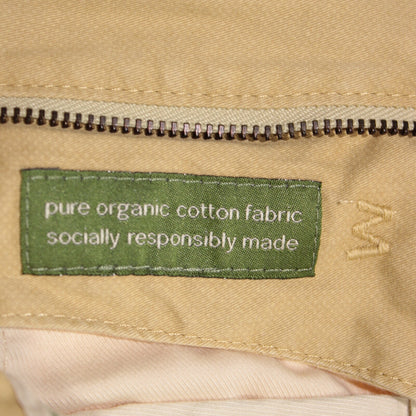 pure organic cotton fabric
socially responsibly made
M